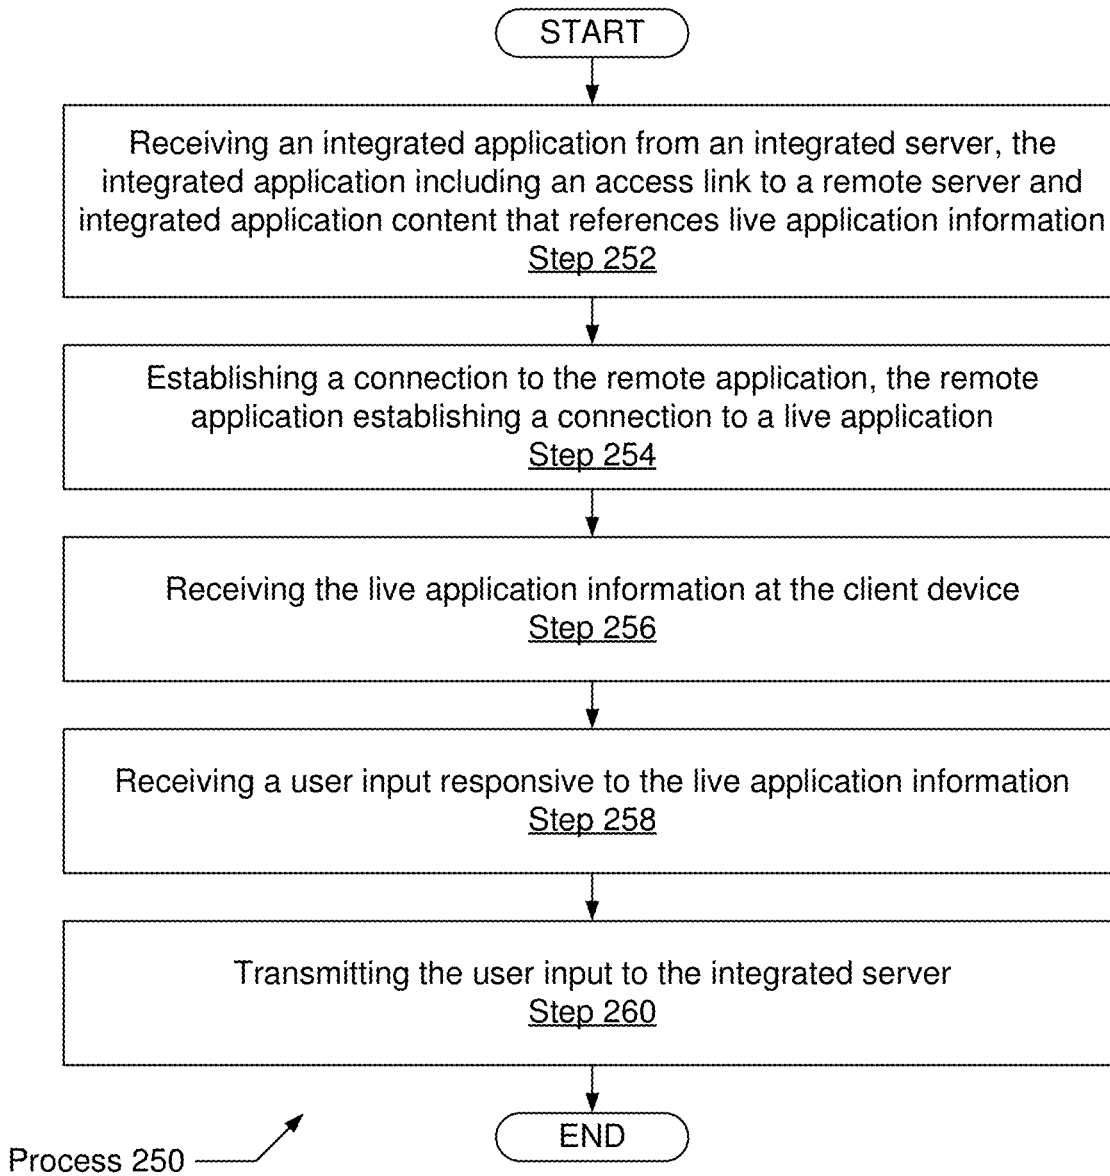 START
Receiving an integrated application from an integrated server, the
integrated application including an access link to a remote server and
integrated application content that references live application information
Step 252
Establishing a connection to the remote application, the remote
application establishing a connection to a live application
Step 254
Receiving the live application information at the client device
Step 256
Receiving a user input responsive to the live application information
Step 258
Transmitting the user input to the integrated server
Step 260
END
Process 250